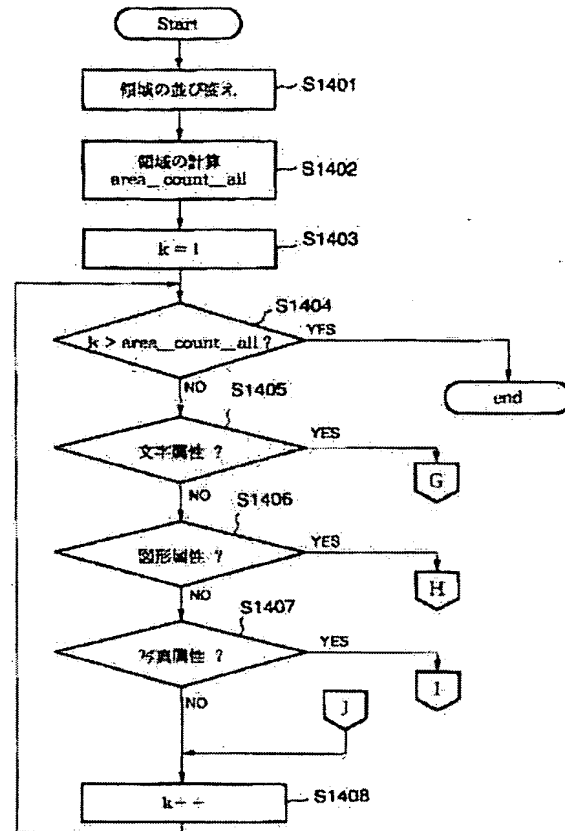 Start
領域の並び変え
S1401
領域の計算
area_count_all
S1402
k = 1
S1403
S1404
k > area_count_all ?
YES
NO
end
S1405
文字属性 ?
YES
G
NO
S1406
図形属性 ?
YES
H
NO
S1407
写真属性 ?
YES
I
NO
J
k++
S1408